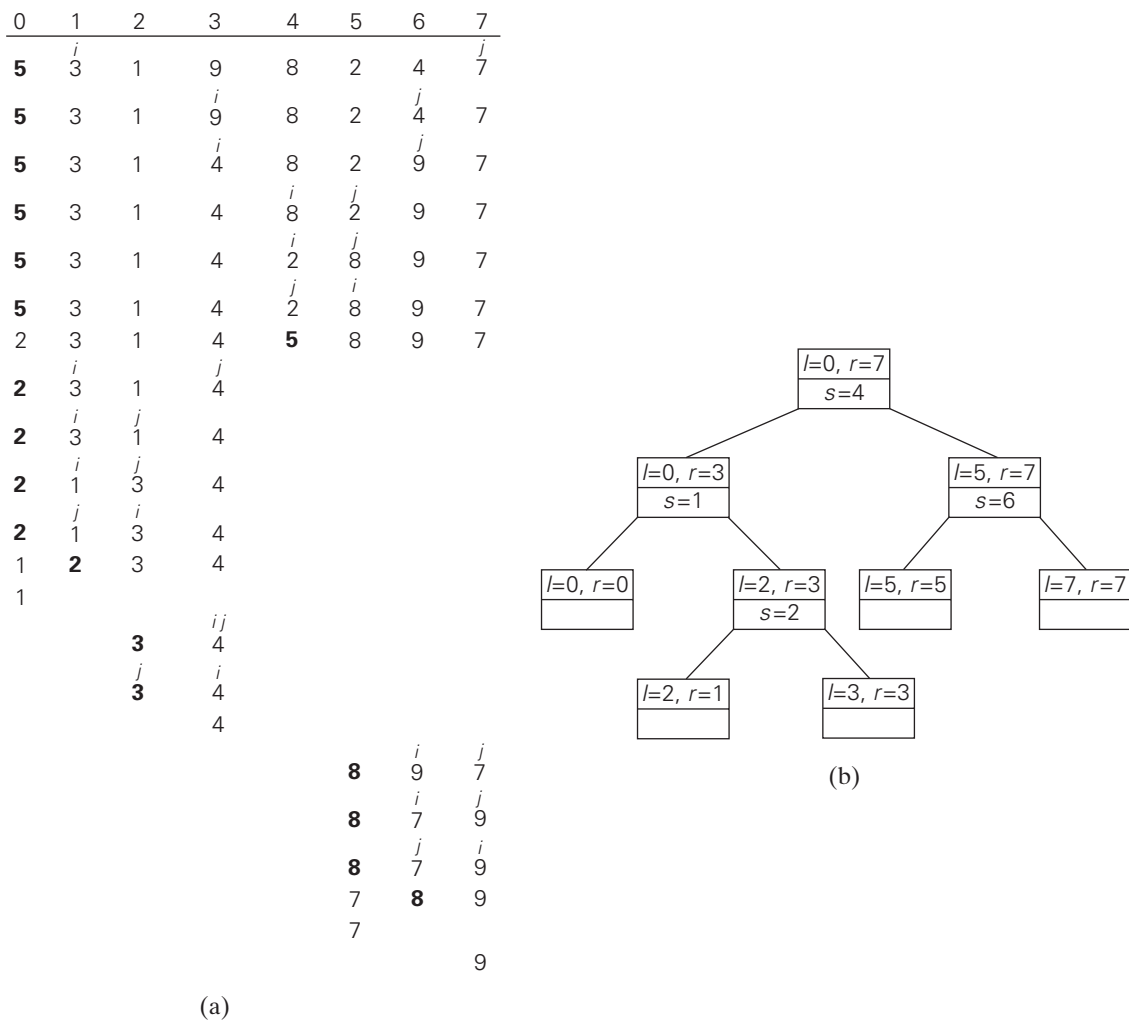 0 1 2 3 4 5 6 7
i j
5 3 1 9 8 2 4 7
i j
5 3 1 9 8 2 4 7
i j
5 3 1 4 8 2 9 7
i j
5 3 1 4 8 2 9 7
i j
5 3 1 4 2 8 9 7
j i
5 3 1 4 2 8 9 7
2 3 1 4 5 8 9 7
i j
2 3 1 4
i j
2 3 1 4
i j
2 1 3 4
j i
2 1 3 4
1 2 3 4
1
i j
3 4
j i
3 4
4
i j
8 9 7
i j
8 7 9
j i
8 7 9
7 8 9
7
9
(a)
l=0, r=7
s=4
l=0, r=3 l=5, r=7
s=1 s=6
l=0, r=0 l=2, r=3 l=5, r=5 l=7, r=7
s=2
l=2, r=1 l=3, r=3
(b)